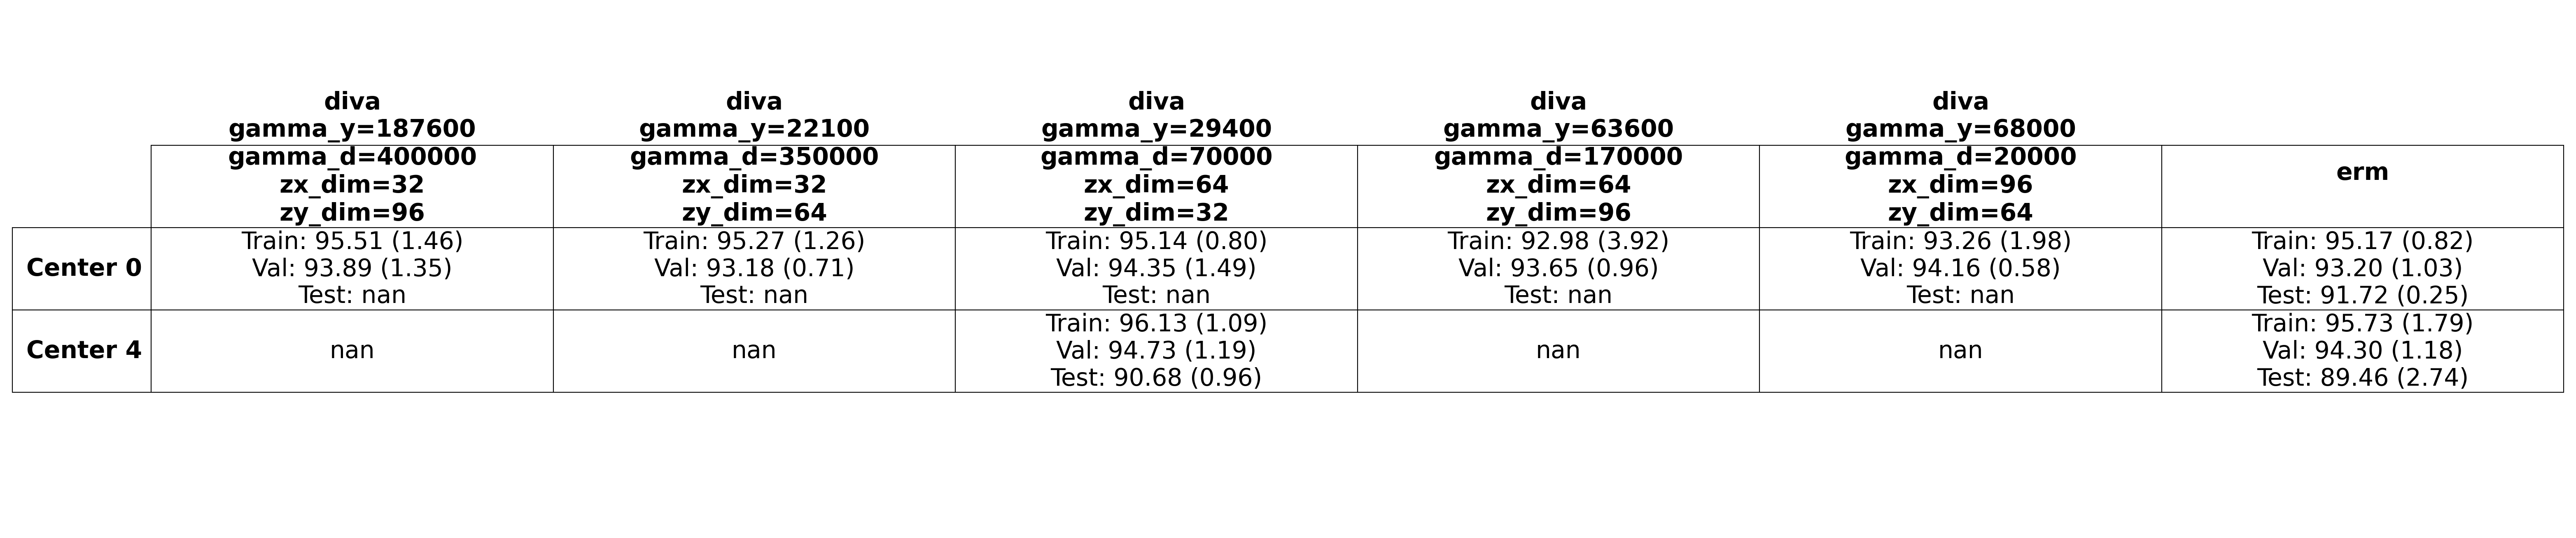 diva
gamma_y=187600
gamma_d=400000
zx_dim=32
zy_dim=96
diva
gamma_y=22100
gamma_d=350000
zx_dim=32
zy_dim=64
diva
gamma_y=29400
gamma_d=70000
zx_dim=64
zy_dim=32
diva
gamma_y=63600
gamma_d=170000
zx_dim=64
zy_dim=96
diva
gamma_y=68000
gamma_d=20000
zx_dim=96
zy_dim=64
erm
Center 0
Train: 95.51 (1.46)
Val: 93.89 (1.35)
Test: nan
Train: 95.27 (1.26)
Val: 93.18 (0.71)
Test: nan
Train: 95.14 (0.80)
Val: 94.35 (1.49)
Test: nan
Train: 92.98 (3.92)
Val: 93.65 (0.96)
Test: nan
Train: 93.26 (1.98)
Val: 94.16 (0.58)
Test: nan
Train: 95.17 (0.82)
Val: 93.20 (1.03)
Test: 91.72 (0.25)
Center 4
nan
nan
Train: 96.13 (1.09)
Val: 94.73 (1.19)
Test: 90.68 (0.96)
nan
nan
Train: 95.73 (1.79)
Val: 94.30 (1.18)
Test: 89.46 (2.74)